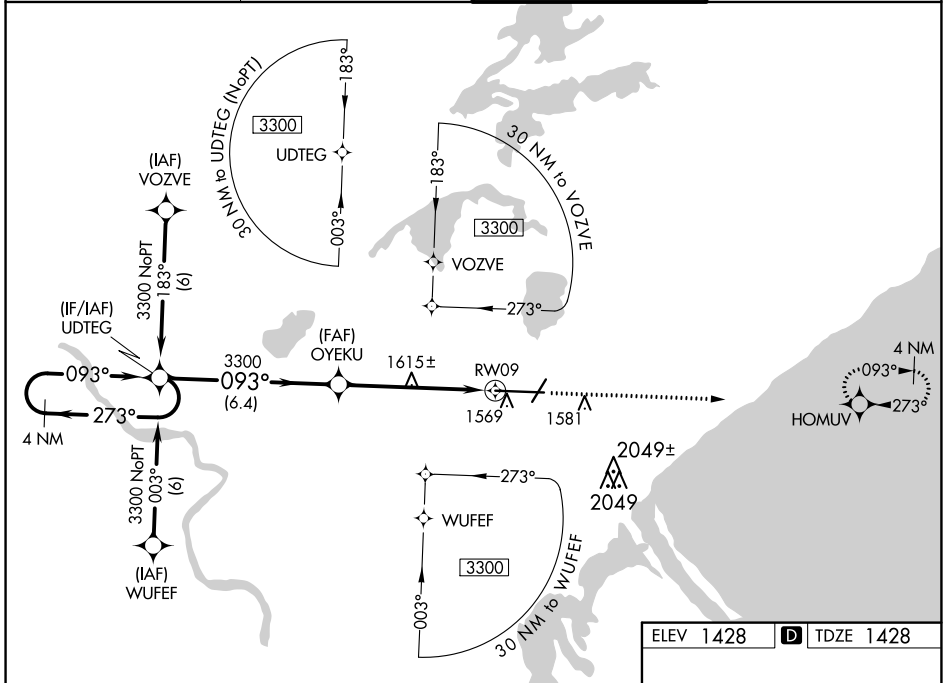 30 NM to UDTEG (NoPT)
183°
3300
UDTEG
003°
30 NM to VOZVE
183°
3300
VOZVE
273°
(IAF)
VOZVE
3300 NoPT
183°
(6)
(IF/IAF)
UDTEG
093°
273°
4 NM
3300
093°
(6.4)
(FAF)
OYEKU
1615±
RW09
1569
1581
4 NM
093°
273°
HOMUV
2049±
2049
3300 NoPT
003°
(6)
(IAF)
WUFEF
273°
WUFEF
003°
3300
30 NM to WUFEF
ELEV 1428 D TDZE 1428